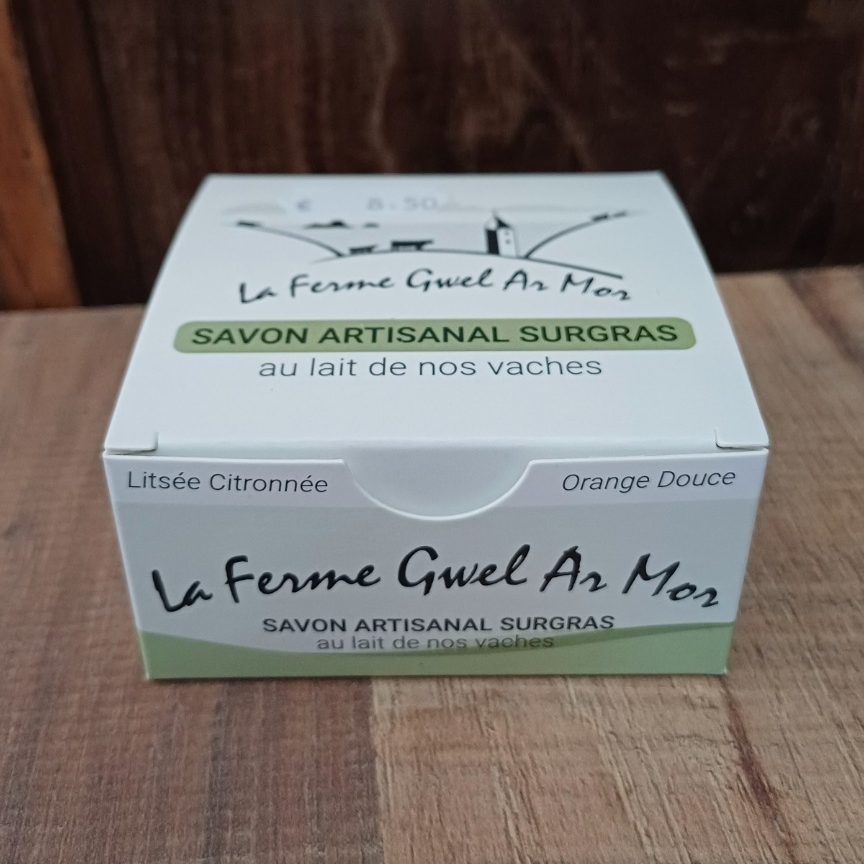 € 8.50
La Ferme Gwel Ar Mor
SAVON ARTISANAL SURGRAS
au lait de nos vaches
Litsée Citronnée
Orange Douce
La Ferme Gwel Ar Mor
SAVON ARTISANAL SURGRAS
au lait de nos vaches